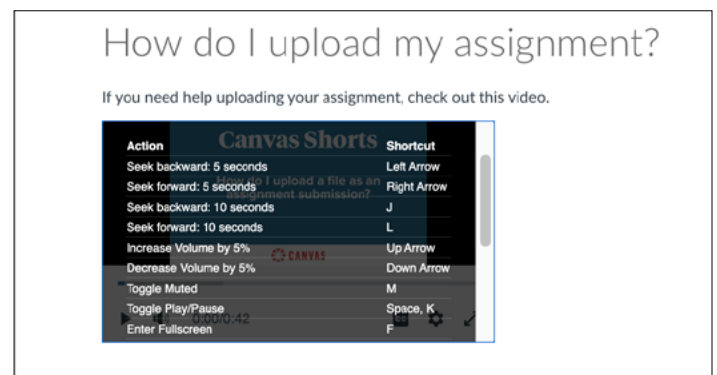 How do I upload my assignment?
If you need help uploading your assignment, check out this video.
Canvas Shorts
Action Shortcut
Seek backward: 5 seconds Left Arrow
How do I upload a file as an
Seek forward: 5 seconds Right Arrow
assignment submission?
Seek backward: 10 seconds J
Seek forward: 10 seconds L
Increase Volume by 5% Up Arrow
CANVAS
Decrease Volume by 5% Down Arrow
Toggle Muted M
Toggle Play/Pause Space, K
0:00/0:42
Enter Fullscreen F